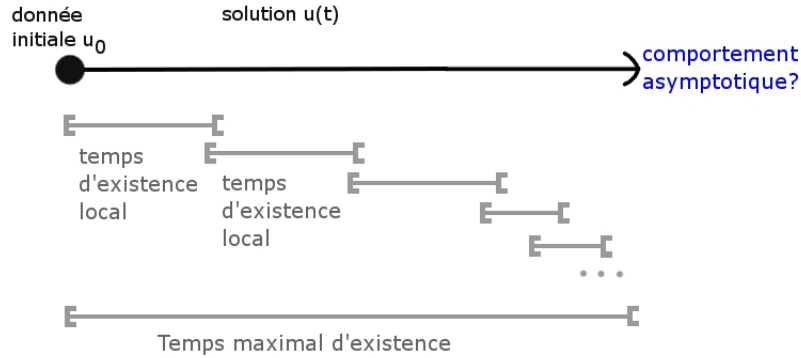 donnée
initiale u0
solution u(t)
comportement
asymptotique?
temps
d'existence
local
temps
d'existence
local
Temps maximal d'existence